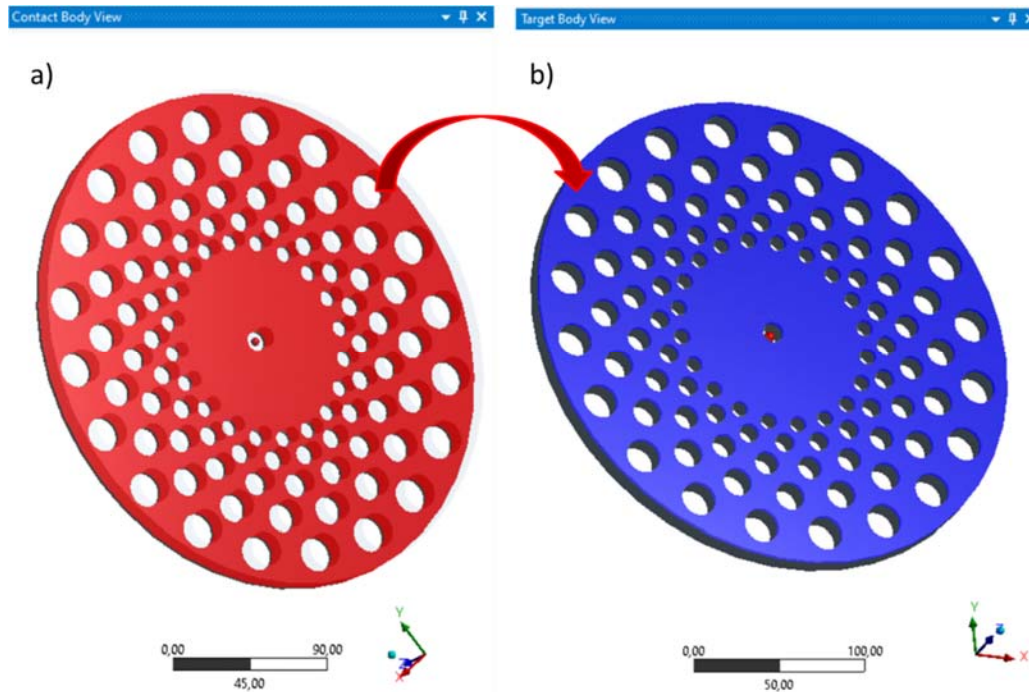 Contact Body View
Target Body View
a)
b)
Y
Z
X
0,00
90,00
45,00
Y
Z
X
0,00
100,00
50,00